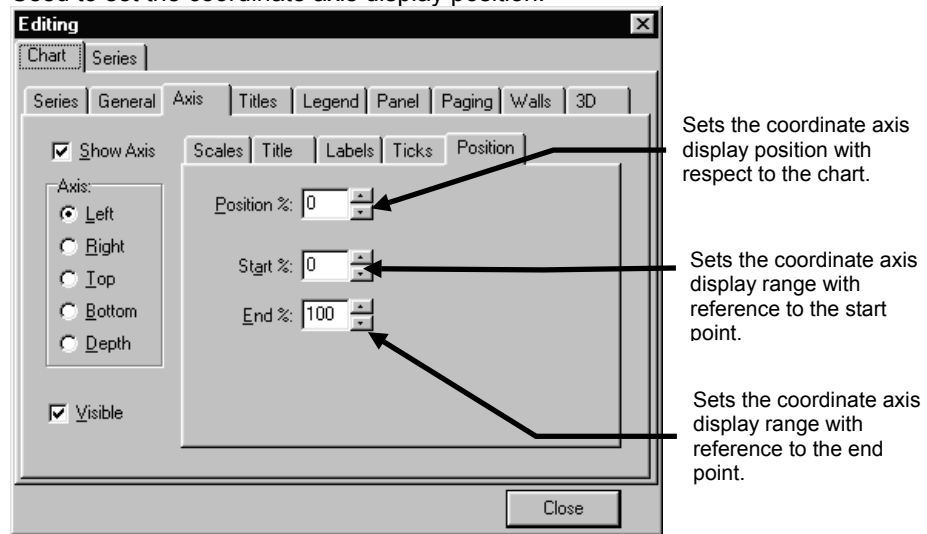 Used to set the coordinate axis display position.
Editing
Chart Series
Series General Axis Titles Legend Panel Paging Walls 3D
Show Axis
Scales Title Labels Ticks Position
Axis:
Left
Right
Top
Bottom
Depth
Visible
Position %: 0
Start %: 0
End %: 100
Close
Sets the coordinate axis
display position with
respect to the chart.
Sets the coordinate axis
display range with
reference to the start
point.
Sets the coordinate axis
display range with
reference to the end
point.